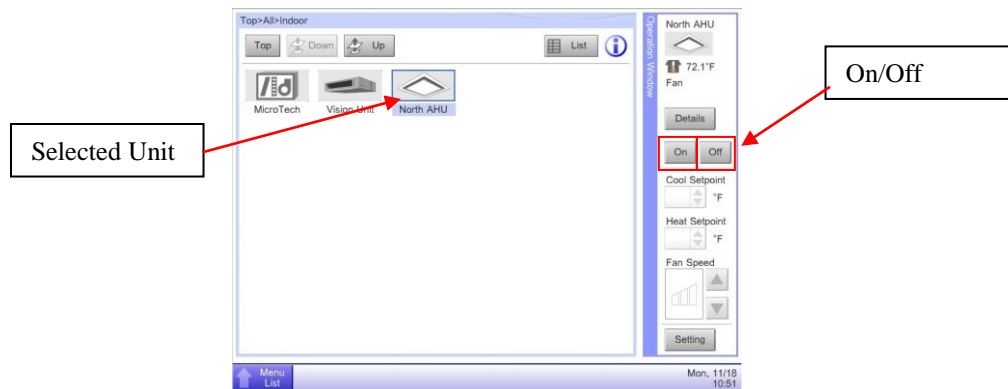 Top>All>Indoor
Top
Down
Up
List
MicroTech
Vision Unit
North AHU
Selected Unit
Operation Window
North AHU
72.1°F
Fan
Details
On
Off
Cool Setpoint
°F
Heat Setpoint
°F
Fan Speed
Setting
On/Off
Menu
List
Mon, 11/18
10:51